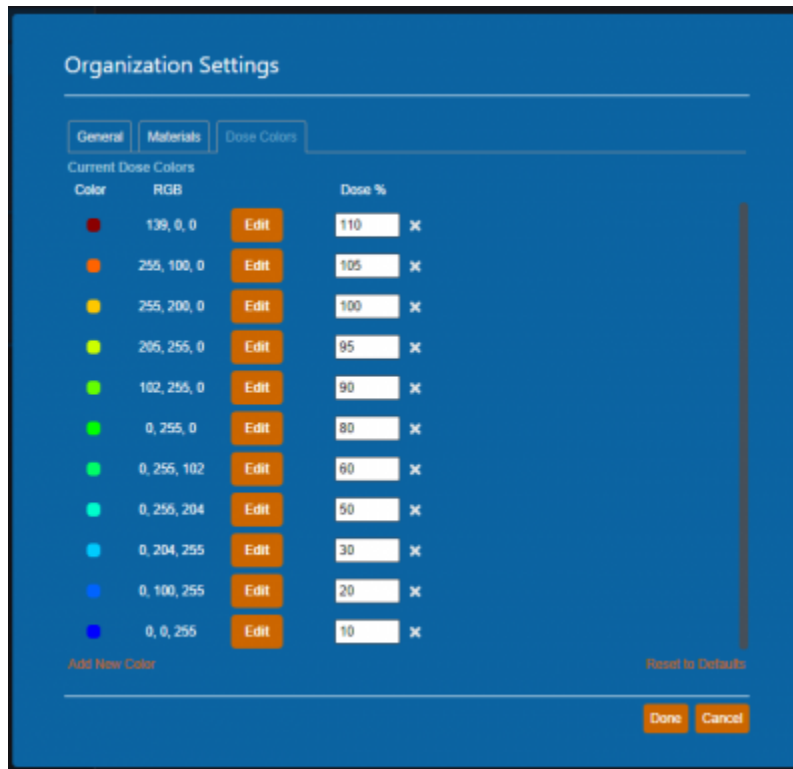 Organization Settings
General Materials Dose Colors
Current Dose Colors
Color RGB Dose %
139, 0, 0 Edit 110
255, 100, 0 Edit 105
255, 200, 0 Edit 100
205, 255, 0 Edit 95
102, 255, 0 Edit 90
0, 255, 0 Edit 80
0, 255, 102 Edit 60
0, 255, 204 Edit 50
0, 204, 255 Edit 30
0, 100, 255 Edit 20
0, 0, 255 Edit 10
Add New Color Reset to Defaults
Done Cancel